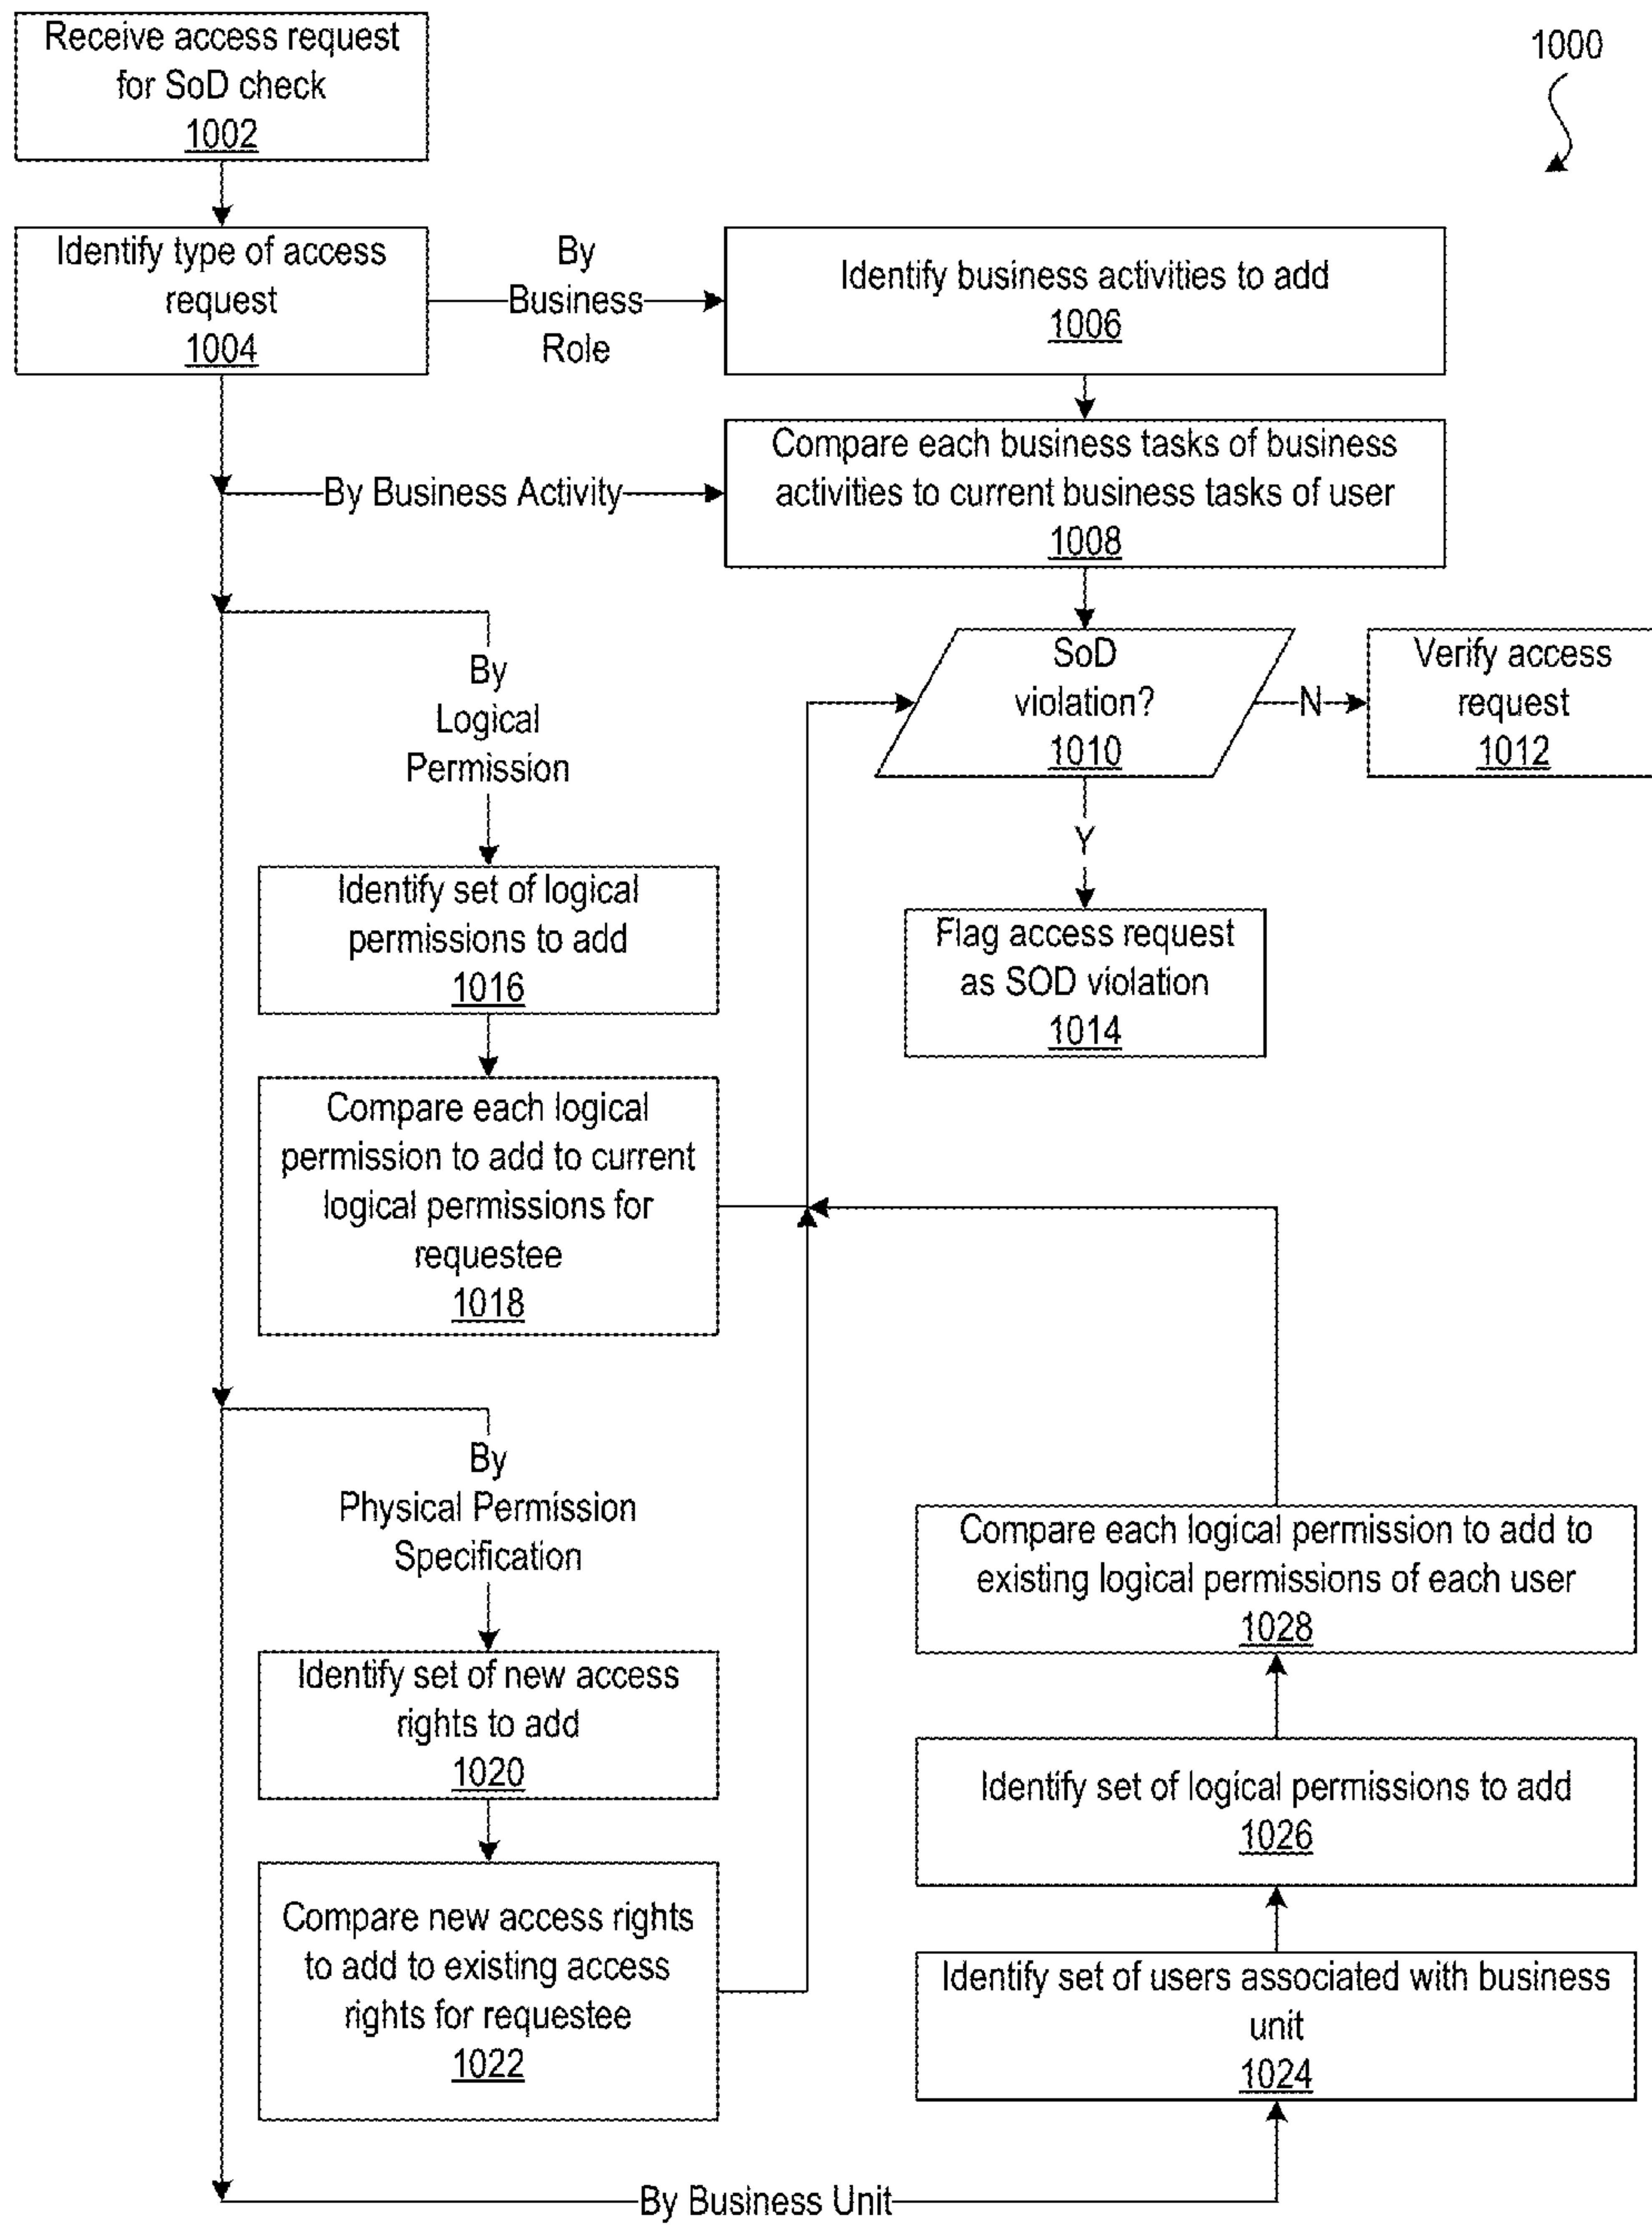 Receive access request
for SoD check
1002
1000
Identify type of access
request
1004
By
Business
Role
Identify business activities to add
1006
Compare each business tasks of business
activities to current business tasks of user
1008
By Business Activity
SoD
violation?
1010
N
Verify access
request
1012
Y
Flag access request
as SOD violation
1014
By
Logical
Permission
Identify set of logical
permissions to add
1016
Compare each logical
permission to add to current
logical permissions for
requestee
1018
By
Physical Permission
Specification
Identify set of new access
rights to add
1020
Compare new access rights
to add to existing access
rights for requestee
1022
Compare each logical permission to add to
existing logical permissions of each user
1028
Identify set of logical permissions to add
1026
Identify set of users associated with business
unit
1024
By Business Unit